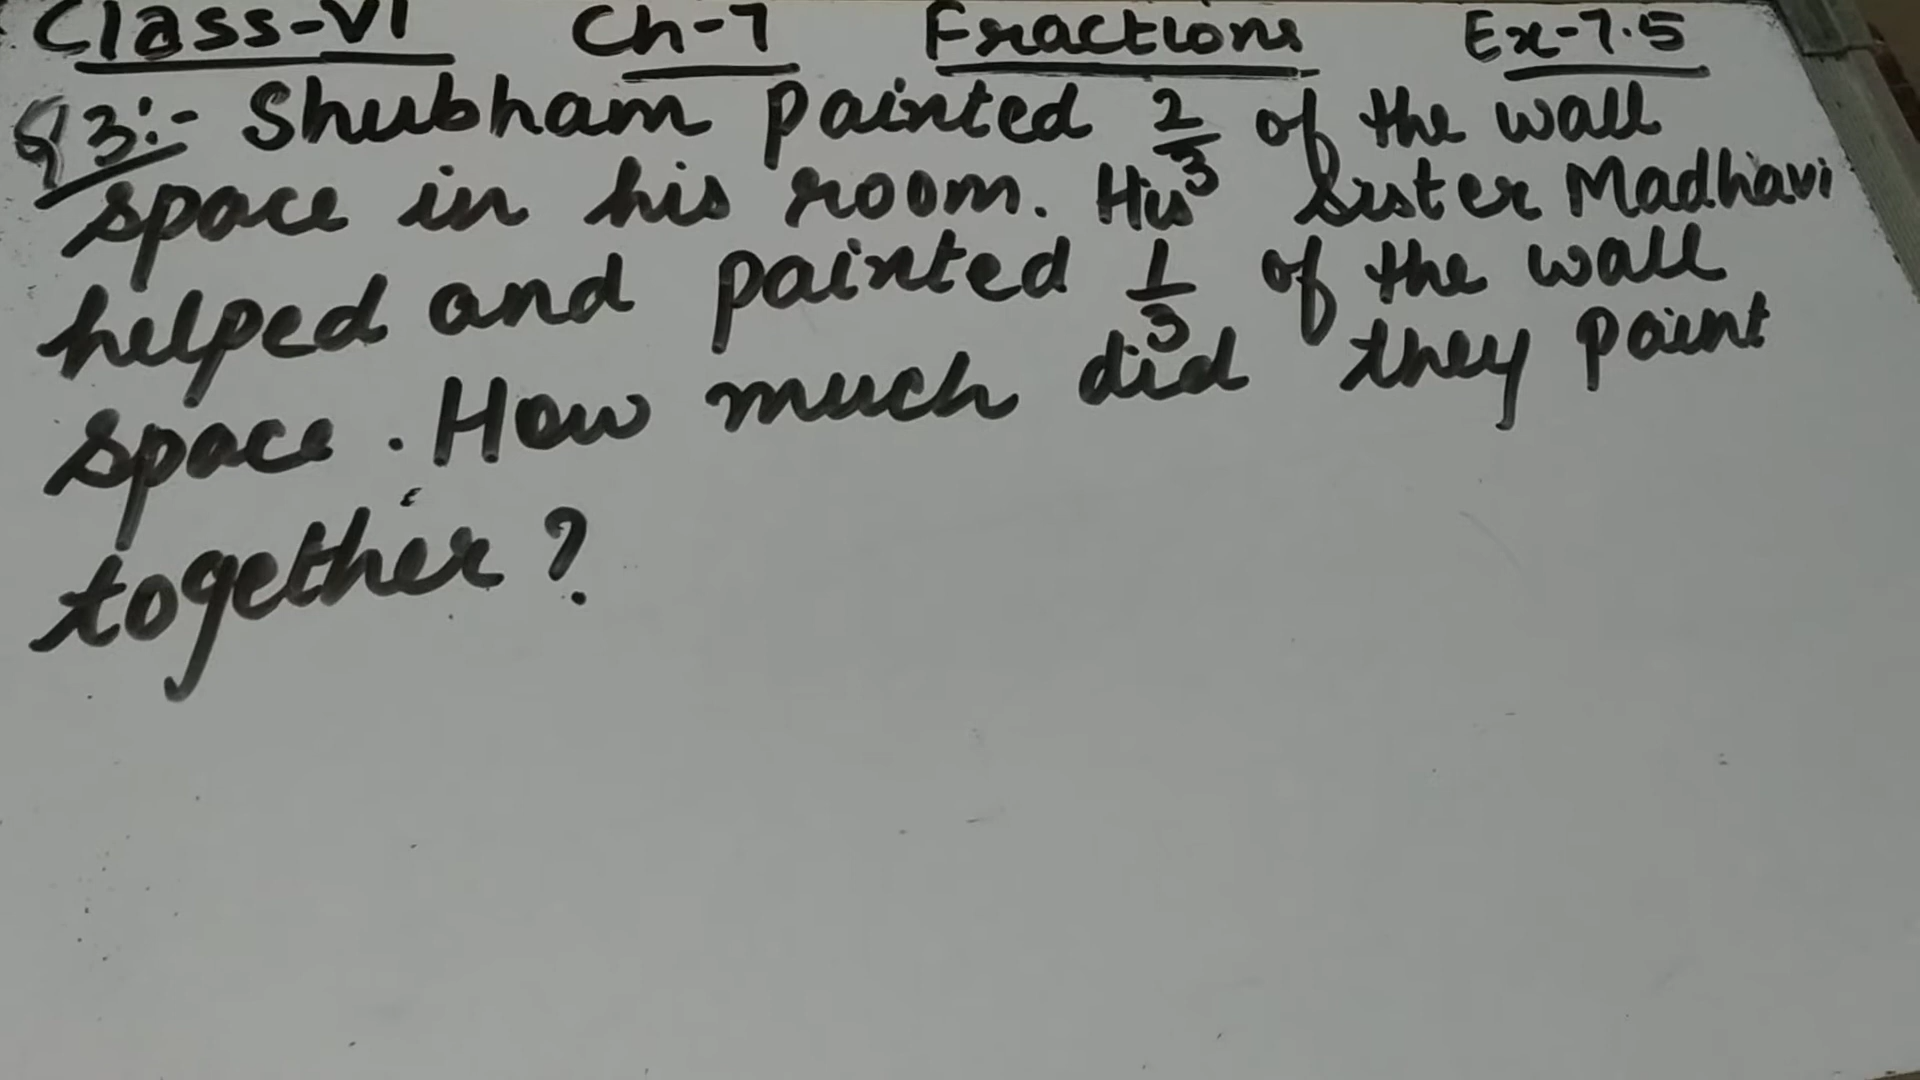 Class-VI Ch-7 Fractions Ex-7.5
Q3:- Shubham painted 2/3 of the wall
space in his room. His sister Madhavi
helped and painted 1/3 of the wall
space. How much did they paint
together?